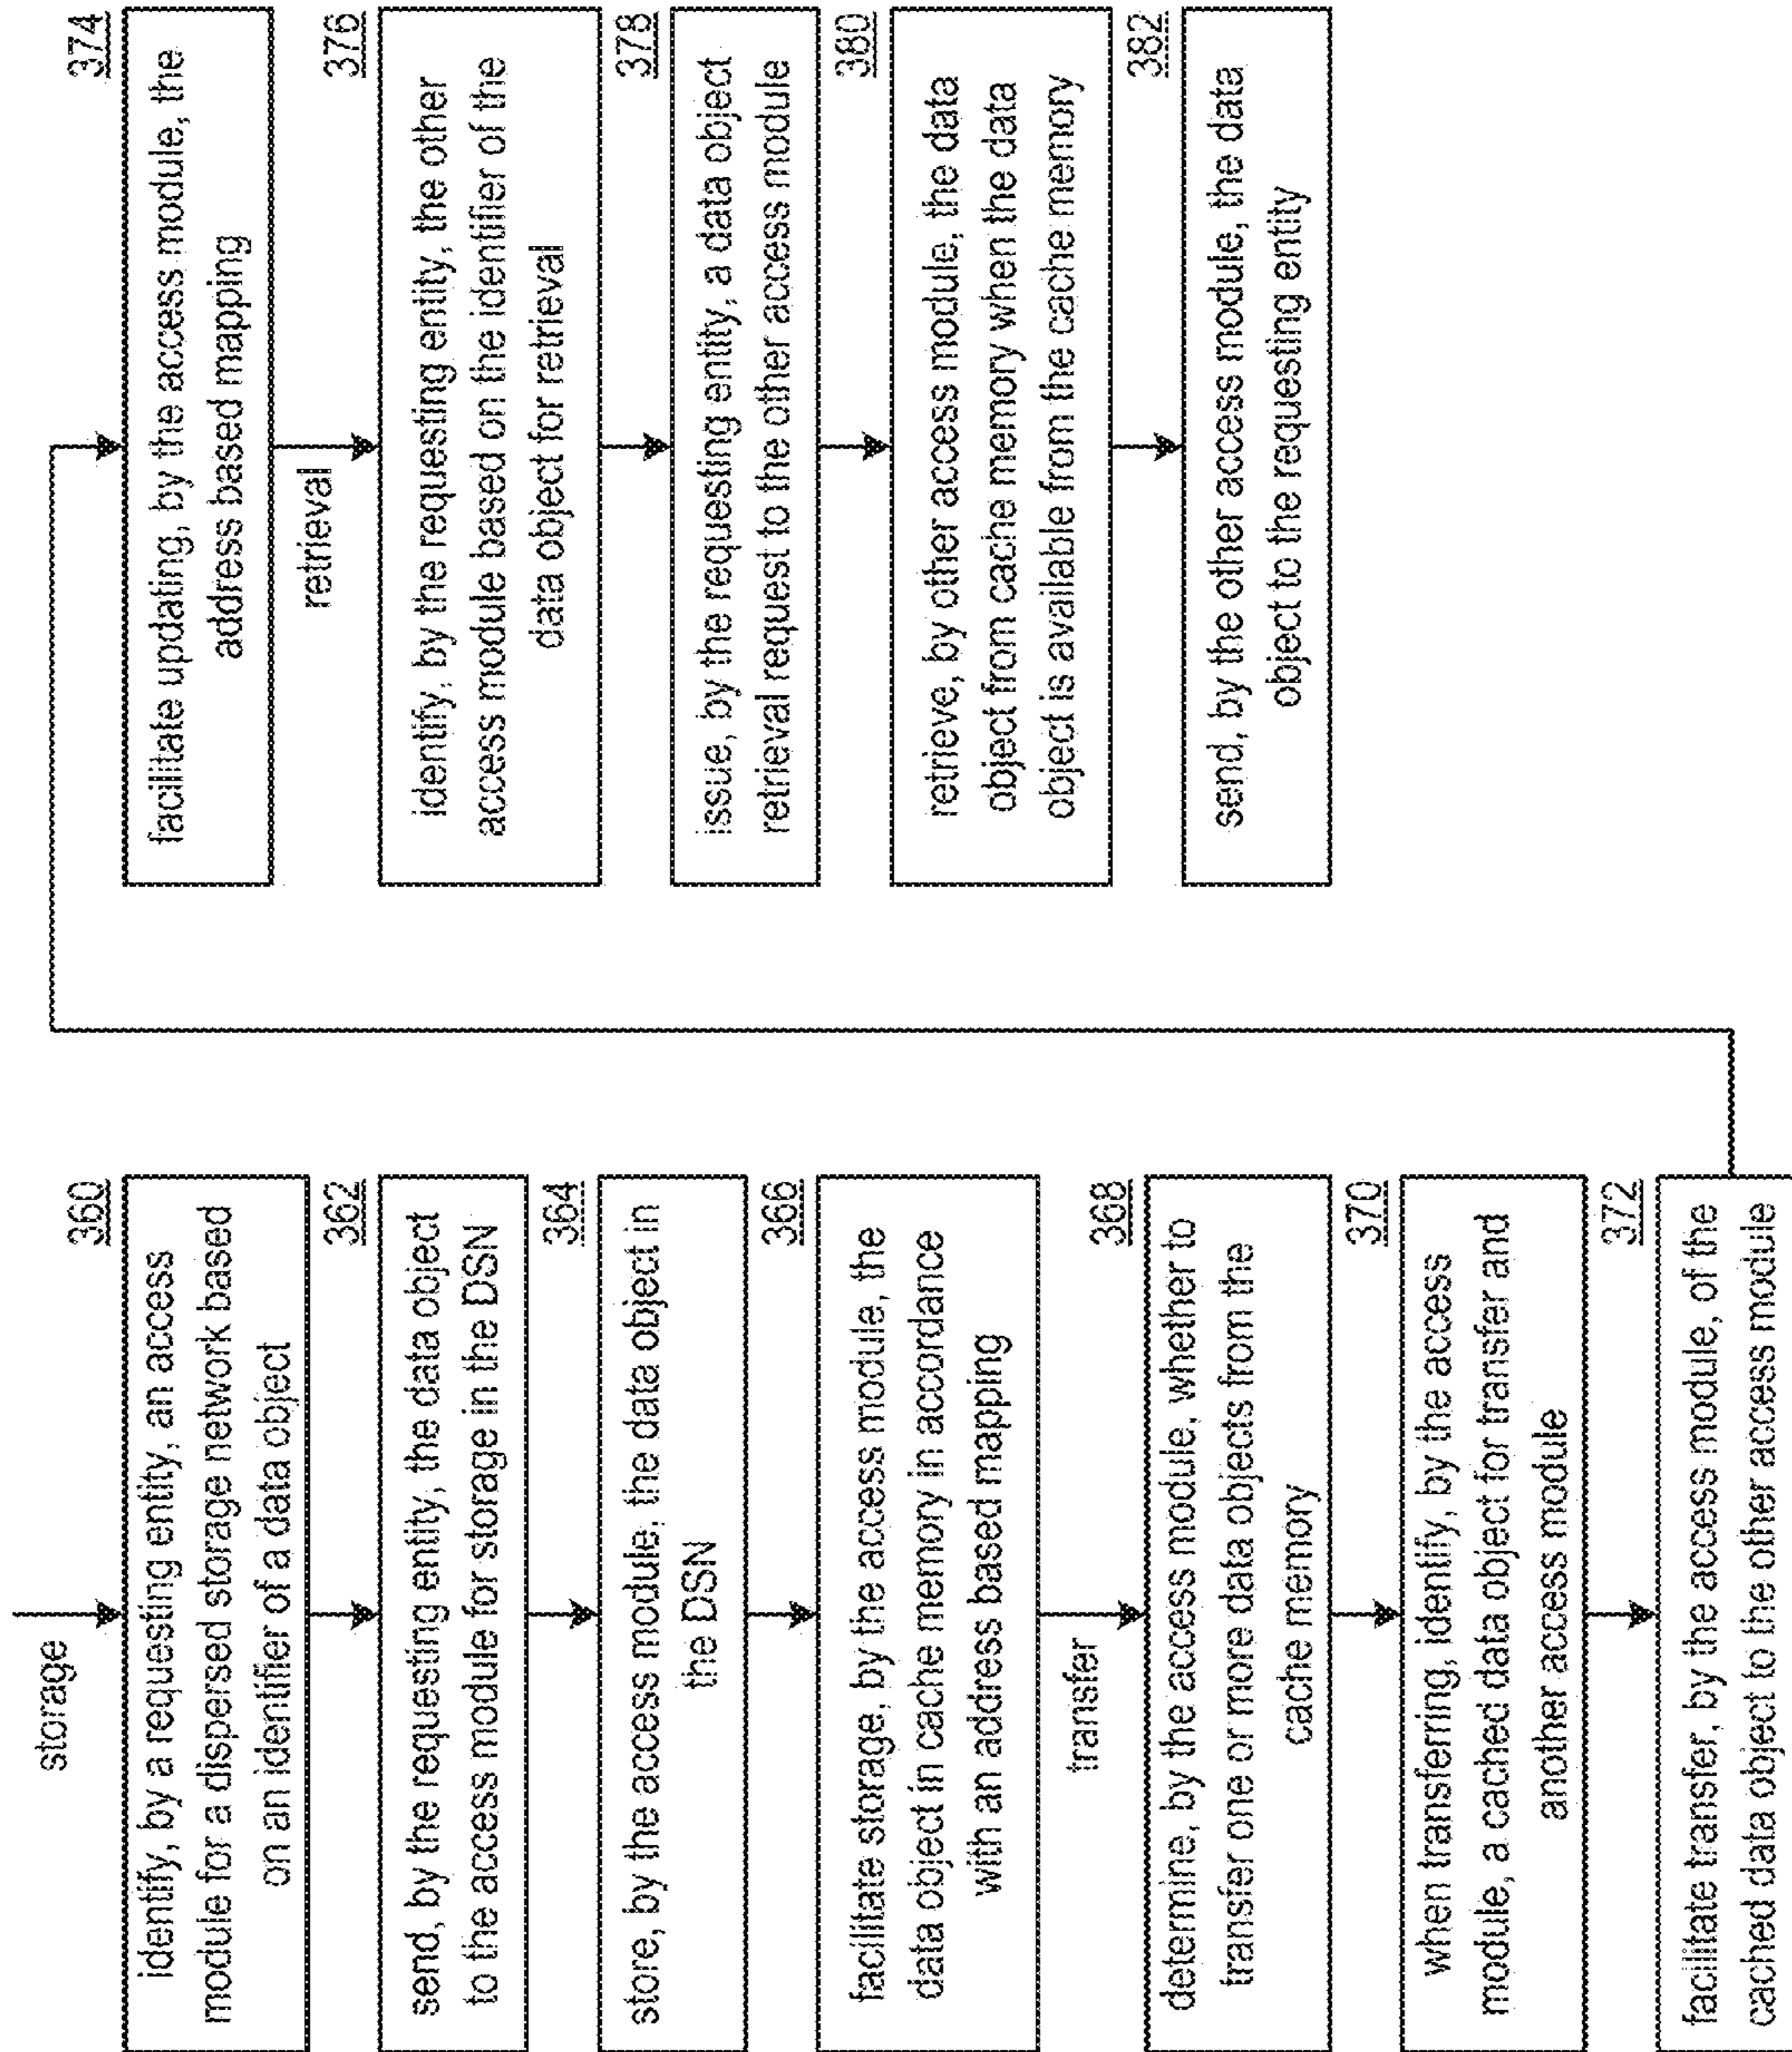 storage
360
identify, by a requesting entity, an access
module for a dispersed storage network based
on an identifier of a data object
362
send, by the requesting entity, the data object
to the access module for storage in the DSN
364
store, by the access module, the data object in
the DSN
366
facilitate storage, by the access module, the
data object in cache memory in accordance
with an address based mapping
transfer
368
determine, by the access module, whether to
transfer one or more data objects from the
cache memory
370
when transferring, identify, by the access
module, a cached data object for transfer and
another access module
372
facilitate transfer, by the access module, of the
cached data object to the other access module
374
facilitate updating, by the access module, the
address based mapping
retrieval
376
identify, by the requesting entity, the other
access module based on the identifier of the
data object for retrieval
378
issue, by the requesting entity, a data object
retrieval request to the other access module
380
retrieve, by other access module, the data
object from cache memory when the data
object is available from the cache memory
382
send, by the other access module, the data
object to the requesting entity